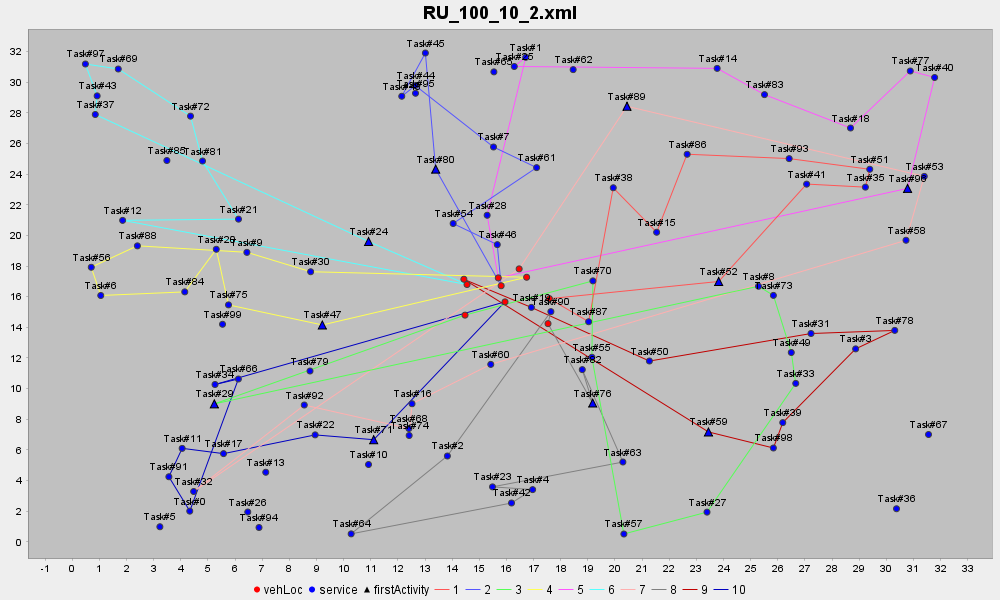 RU_100_10_2.xml
32
30
28
26
24
22
20
18
16
14
12
10
8
6
4
2
0
Task#97
Task#69
Task#43
Task#37
Task#72
Task#85
Task#81
Task#12
Task#21
Task#24
Task#88
Task#20
Task#9
Task#56
Task#30
Task#6
Task#84
Task#75
Task#99
Task#47
Task#45
Task#44
Task#95
Task#7
Task#61
Task#80
Task#54
Task#28
Task#46
Task#1
Task#62
Task#14
Task#83
Task#18
Task#77
Task#40
Task#89
Task#86
Task#93
Task#51
Task#53
Task#41
Task#35
Task#38
Task#15
Task#58
Task#70
Task#52
Task#8
Task#73
Task#90
Task#87
Task#31
Task#78
Task#3
Task#49
Task#50
Task#55
Task#82
Task#60
Task#33
Task#76
Task#79
Task#66
Task#34
Task#29
Task#92
Task#16
Task#68
Task#74
Task#71
Task#22
Task#39
Task#59
Task#98
Task#67
Task#11
Task#17
Task#10
Task#2
Task#63
Task#91
Task#13
Task#32
Task#23
Task#4
Task#42
Task#0
Task#26
Task#5
Task#94
Task#64
Task#57
Task#27
Task#36
-1 0 1 2 3 4 5 6 7 8 9 10 11 12 13 14 15 16 17 18 19 20 21 22 23 24 25 26 27 28 29 30 31 32 33
vehLoc service firstActivity 1 2 3 4 5 6 7 8 9 10